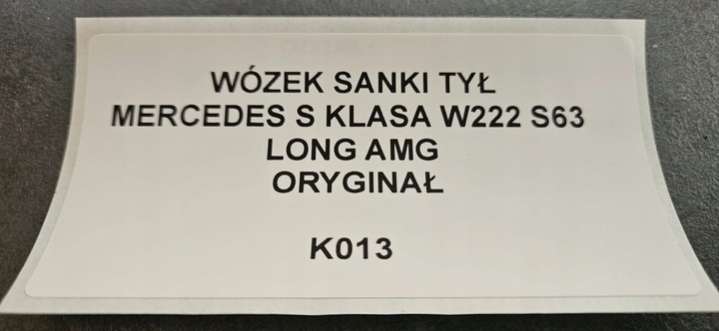 WÓZEK SANKI TYŁ
MERCEDES S KLASA W222 S63
LONG AMG
ORYGINAŁ
K013